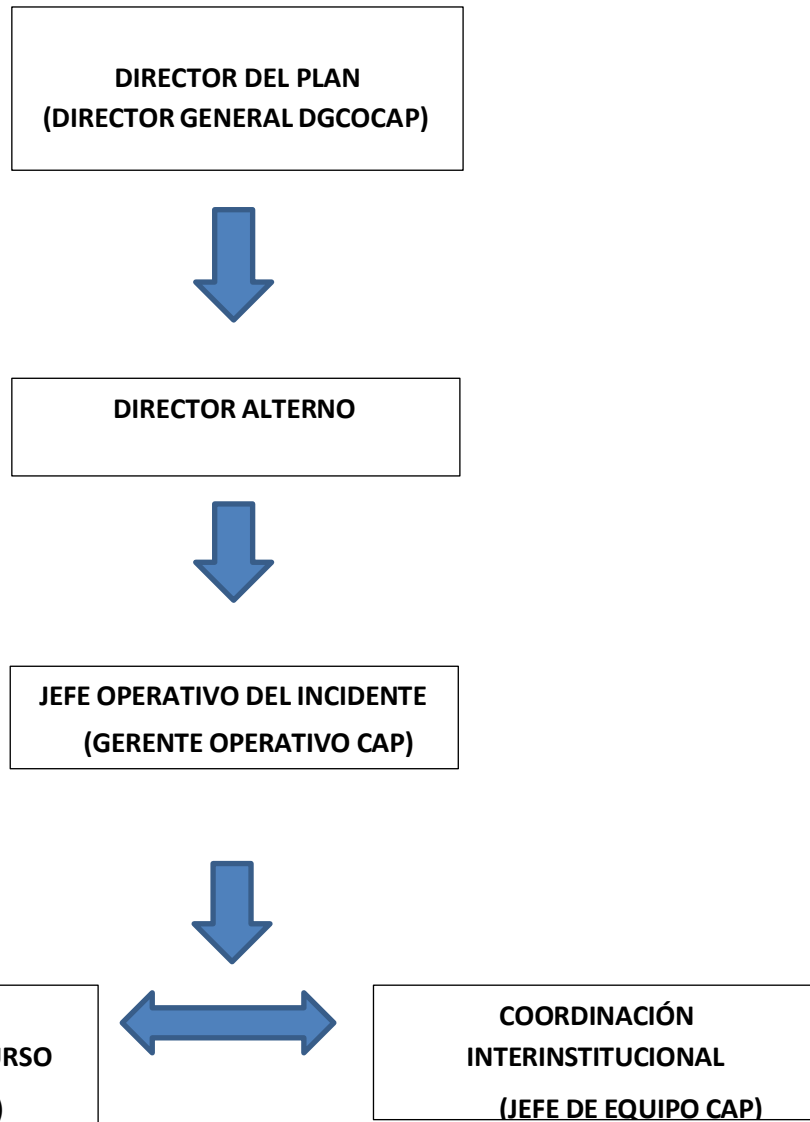 DIRECTOR DEL PLAN
(DIRECTOR GENERAL DGCOCAP)
DIRECTOR ALTERNO
JEFE OPERATIVO DEL INCIDENTE
(GERENTE OPERATIVO CAP)
URSO
)
COORDINACIÓN
INTERINSTITUCIONAL
(JEFE DE EQUIPO CAP)